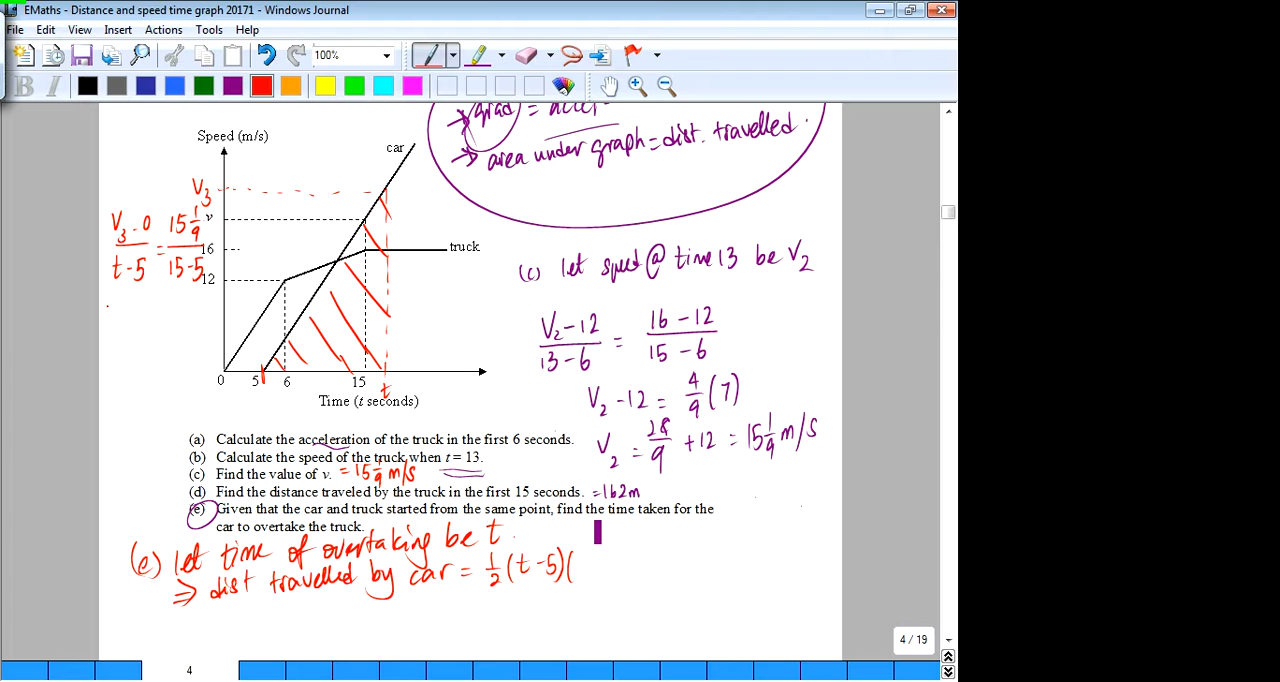 EMaths - Distance and speed time graph 20171 - Windows Journal
File Edit View Insert Actions Tools Help
100%
B I
→ grad = accel
→ area under graph = dist. travelled
Speed (m/s)
car
V3
v
16
truck
12
0 5 6 15 t
Time (t seconds)
V3 - 0 / t - 5 = 15 1/9 / 15 - 5
(c) let speed @ time 13 be V2
V2 - 12 / 13 - 6 = 16 - 12 / 15 - 6
V2 - 12 = 4/9 (7)
V2 = 28/9 + 12 = 15 1/9 m/s
(a) Calculate the acceleration of the truck in the first 6 seconds.
(b) Calculate the speed of the truck when t = 13.
(c) Find the value of v. = 15 1/9 m/s
(d) Find the distance traveled by the truck in the first 15 seconds. = 162m
(e) Given that the car and truck started from the same point, find the time taken for the
car to overtake the truck.
(e) let time of overtaking be t.
⇒ dist travelled by car = 1/2 (t - 5)(
4 / 19
4